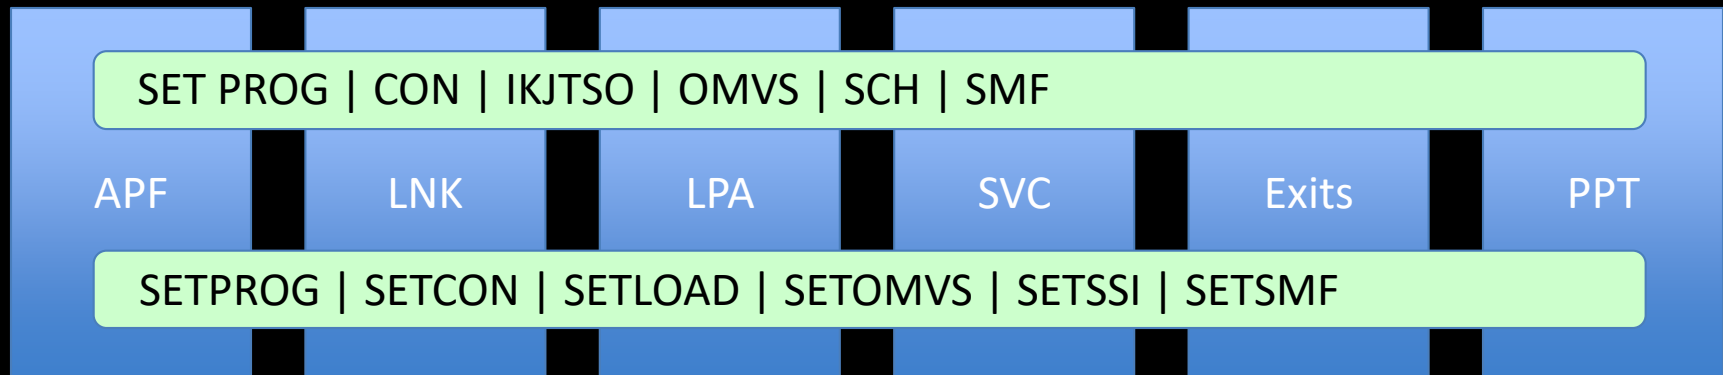 SET PROG | CON | IKJTSO | OMVS | SCH | SMF
APF LNK LPA SVC Exits PPT
SETPROG | SETCON | SETLOAD | SETOMVS | SETSSI | SETSMF